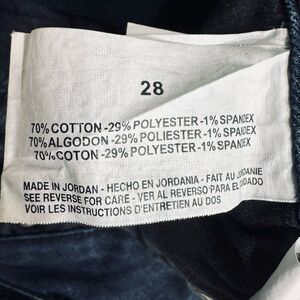 28
70% COTTON -29% POLYESTER -1% SPANDEX
70% ALGODON -29% POLIESTER -1% SPANDEX
70% COTON -29% POLYESTER -1% SPANDEX
MADE IN JORDAN - HECHO EN JORDANIA - FAIT AU JORDANIE
SEE REVERSE FOR CARE - VER AL REVERSO PARA EL CUIDADO
VOIR LES INSTRUCTIONS D'ENTRETIEN AU DOS